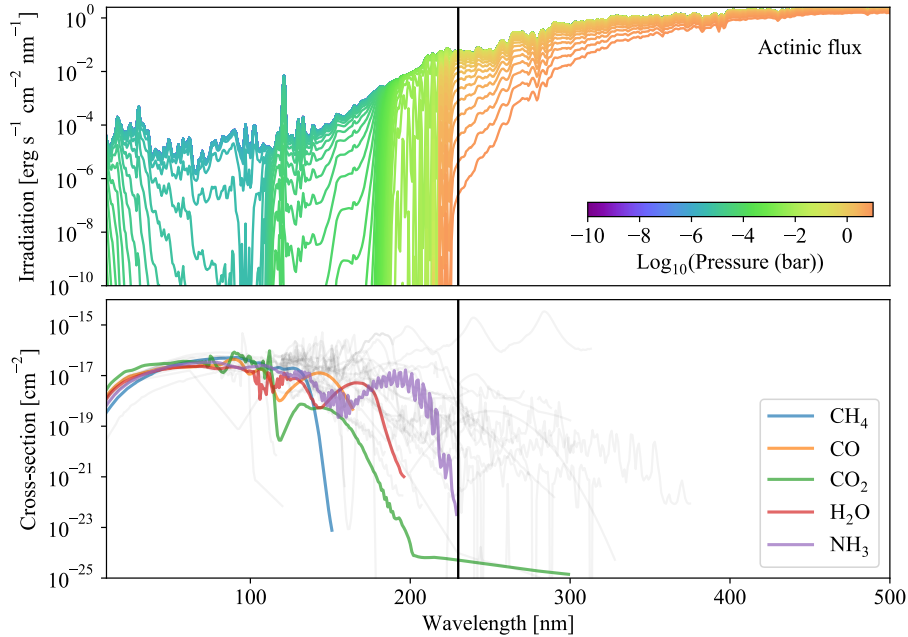 10⁰
10⁻²
10⁻⁴
10⁻⁶
10⁻⁸
10⁻¹⁰
Irradiation [erg s⁻¹ cm⁻² nm⁻¹]
Actinic flux
−10 −8 −6 −4 −2 0
Log₁₀(Pressure (bar))
10⁻¹⁵
10⁻¹⁷
10⁻¹⁹
10⁻²¹
10⁻²³
10⁻²⁵
Cross-section [cm⁻²]
CH₄
CO
CO₂
H₂O
NH₃
100 200 300 400 500
Wavelength [nm]